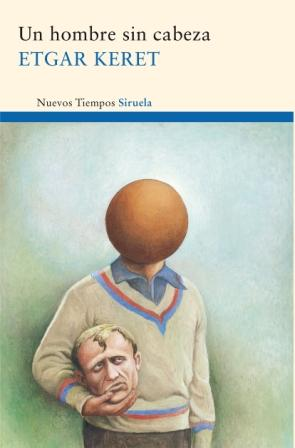 Un hombre sin cabeza
ETGAR KERET
Nuevos Tiempos Siruela